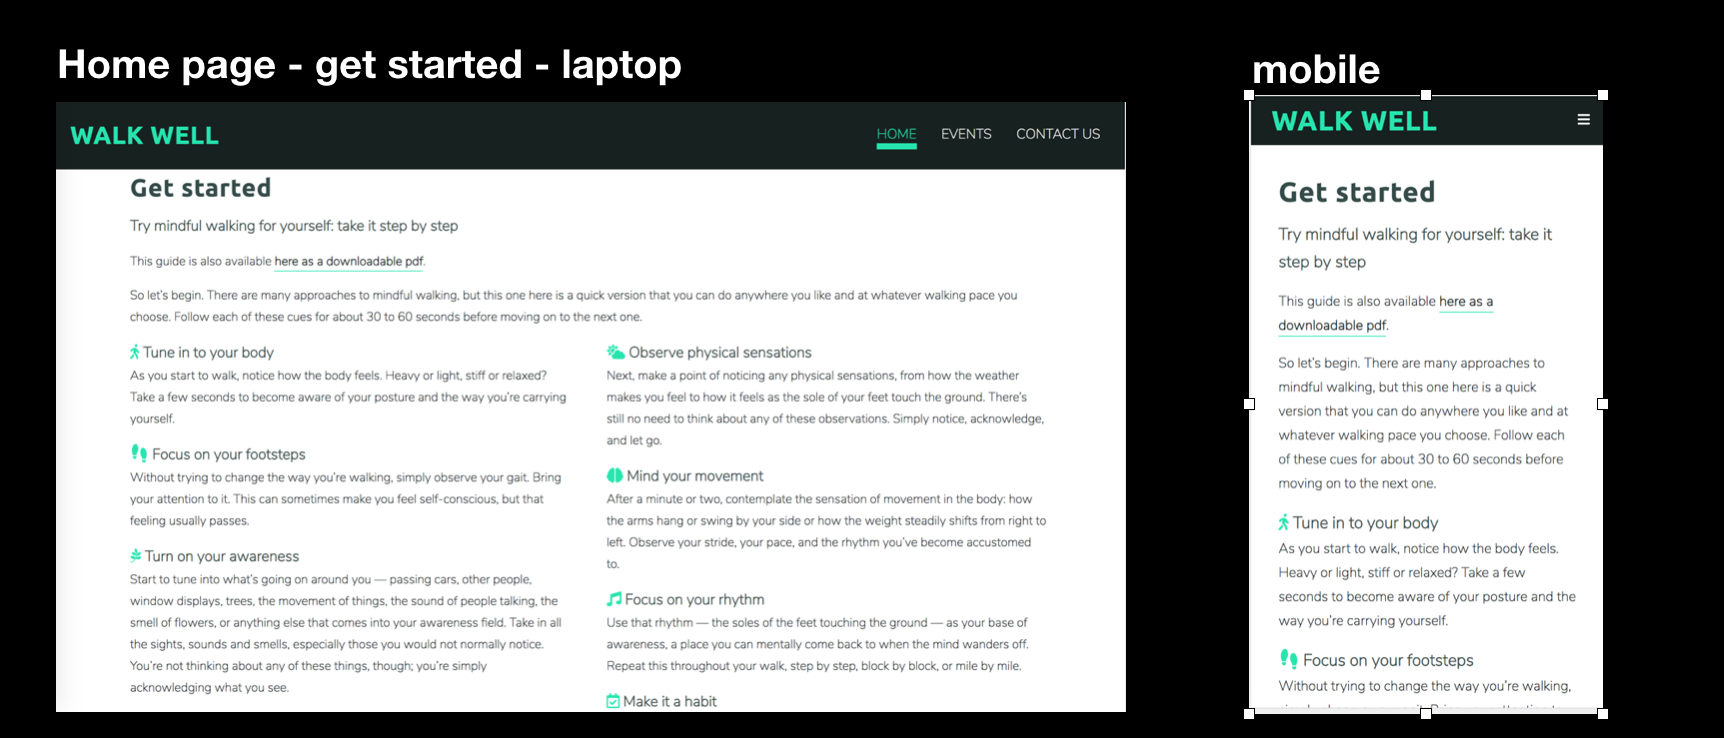 Home page - get started - laptop
WALK WELL
HOME EVENTS CONTACT US
Get started
Try mindful walking for yourself: take it step by step
This guide is also available here as a downloadable pdf.
So let's begin. There are many approaches to mindful walking, but this one here is a quick version that you can do anywhere you like and at whatever walking pace you
choose. Follow each of these cues for about 30 to 60 seconds before moving on to the next one.
Tune in to your body
As you start to walk, notice how the body feels. Heavy or light, stiff or relaxed?
Take a few seconds to become aware of your posture and the way you're carrying
yourself.
Focus on your footsteps
Without trying to change the way you're walking, simply observe your gait. Bring
your attention to it. This can sometimes make you feel self-conscious, but that
feeling usually passes.
Turn on your awareness
Start to tune into what's going on around you — passing cars, other people,
window displays, trees, the movement of things, the sound of people talking, the
smell of flowers, or anything else that comes into your awareness field. Take in all
the sights, sounds and smells, especially those you would not normally notice.
You're not thinking about any of these things, though; you're simply
acknowledging what you see.
Observe physical sensations
Next, make a point of noticing any physical sensations, from how the weather
makes you feel to how it feels as the sole of your feet touch the ground. There's
still no need to think about any of these observations. Simply notice, acknowledge,
and let go.
Mind your movement
After a minute or two, contemplate the sensation of movement in the body: how
the arms hang or swing by your side or how the weight steadily shifts from right to
left. Observe your stride, your pace, and the rhythm you've become accustomed
to.
Focus on your rhythm
Use that rhythm — the soles of the feet touching the ground — as your base of
awareness, a place you can mentally come back to when the mind wanders off.
Repeat this throughout your walk, step by step, block by block, or mile by mile.
Make it a habit
mobile
WALK WELL
Get started
Try mindful walking for yourself: take it
step by step
This guide is also available here as a
downloadable pdf.
So let's begin. There are many approaches to
mindful walking, but this one here is a quick
version that you can do anywhere you like and at
whatever walking pace you choose. Follow each
of these cues for about 30 to 60 seconds before
moving on to the next one.
Tune in to your body
As you start to walk, notice how the body feels.
Heavy or light, stiff or relaxed? Take a few
seconds to become aware of your posture and the
way you're carrying yourself.
Focus on your footsteps
Without trying to change the way you're walking,